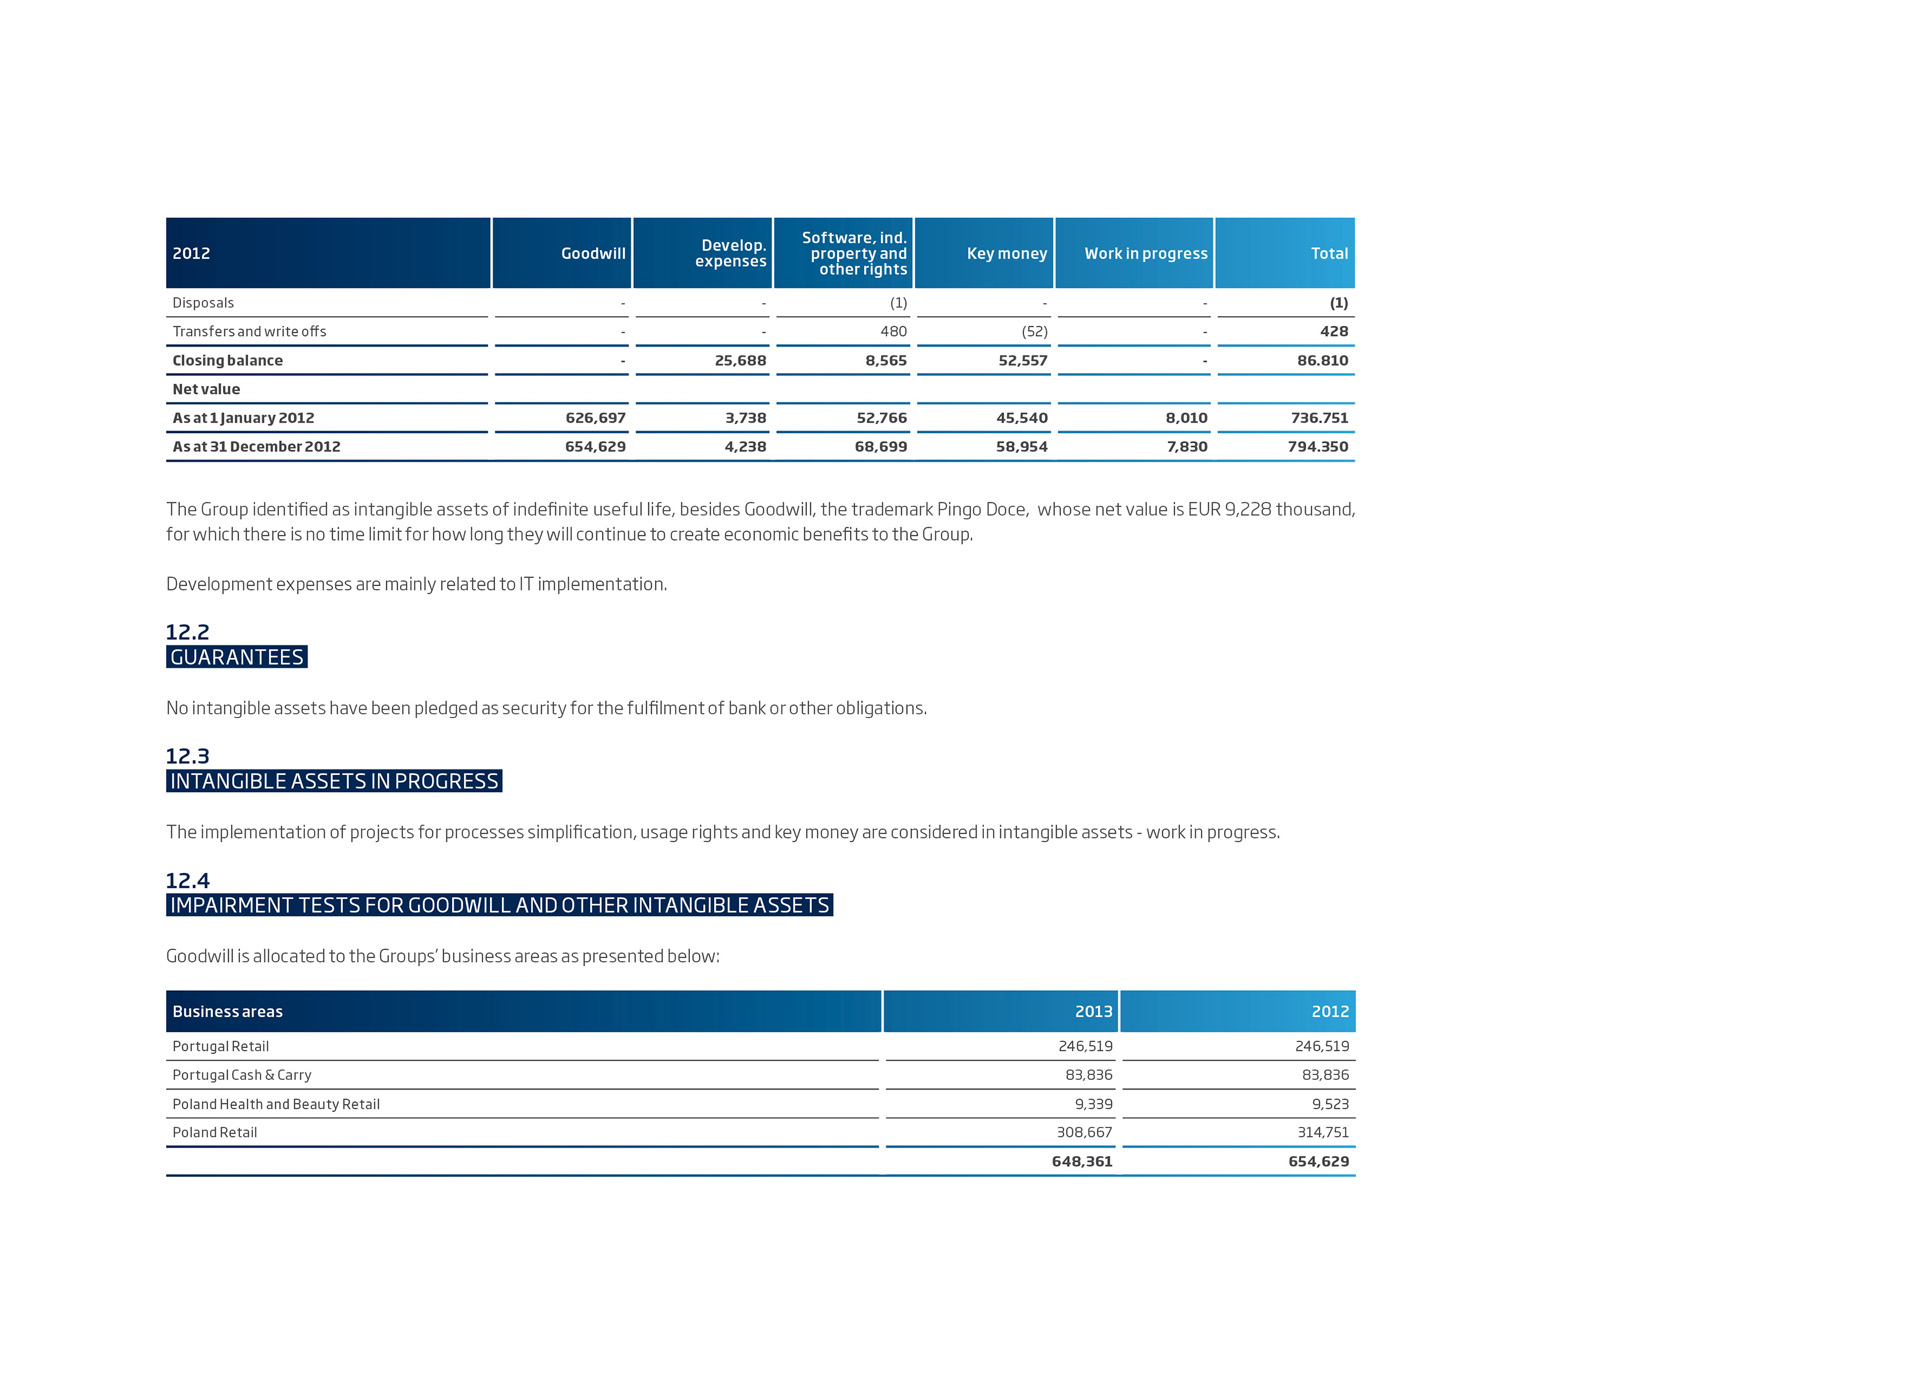 2012 Goodwill Develop. expenses Software, ind. property and other rights Key money Work in progress Total
Disposals - - (1) - - (1)
Transfers and write offs - - 480 (52) - 428
Closing balance - 25,688 8,565 52,557 - 86.810
Net value
As at 1 January 2012 626,697 3,738 52,766 45,540 8,010 736.751
As at 31 December 2012 654,629 4,238 68,699 58,954 7,830 794.350
The Group identified as intangible assets of indefinite useful life, besides Goodwill, the trademark Pingo Doce, whose net value is EUR 9,228 thousand,
for which there is no time limit for how long they will continue to create economic benefits to the Group.
Development expenses are mainly related to IT implementation.
12.2
GUARANTEES
No intangible assets have been pledged as security for the fulfilment of bank or other obligations.
12.3
INTANGIBLE ASSETS IN PROGRESS
The implementation of projects for processes simplification, usage rights and key money are considered in intangible assets - work in progress.
12.4
IMPAIRMENT TESTS FOR GOODWILL AND OTHER INTANGIBLE ASSETS
Goodwill is allocated to the Groups’ business areas as presented below:
Business areas 2013 2012
Portugal Retail 246,519 246,519
Portugal Cash & Carry 83,836 83,836
Poland Health and Beauty Retail 9,339 9,523
Poland Retail 308,667 314,751
648,361 654,629